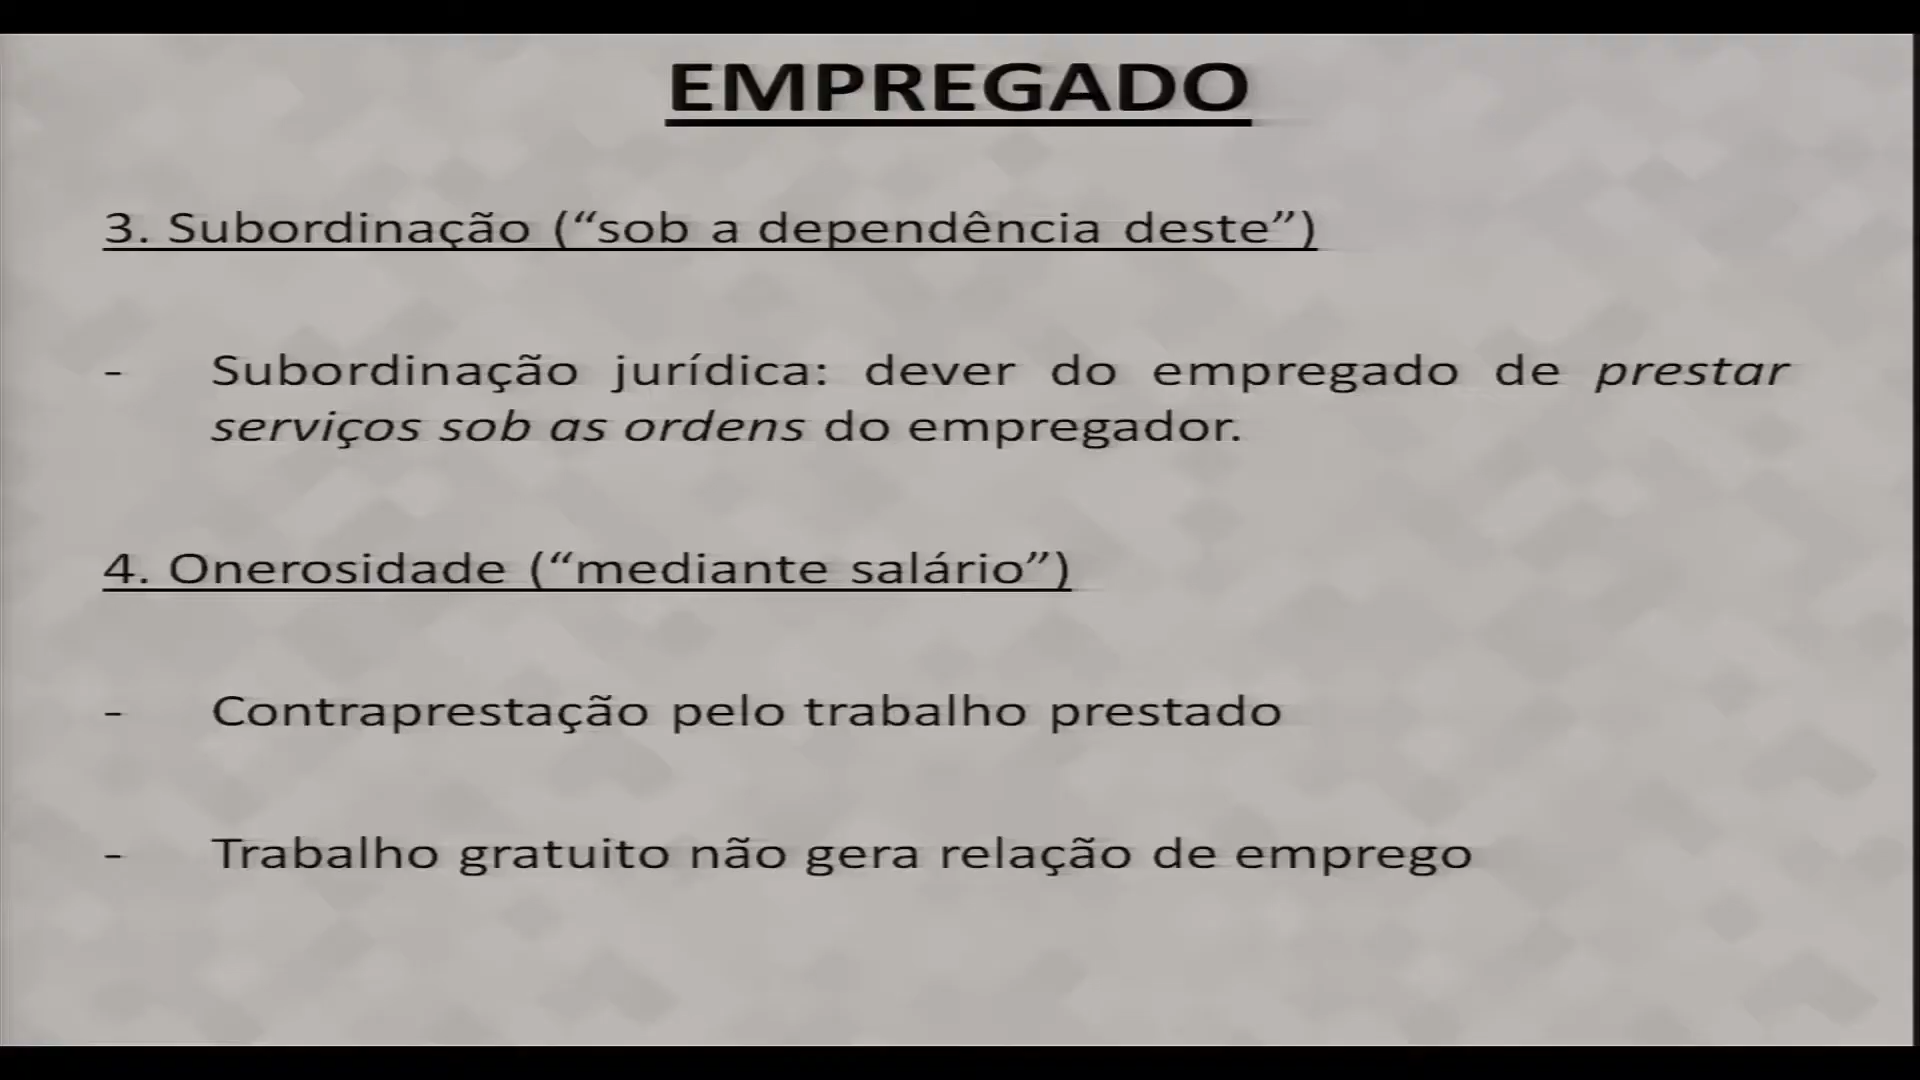 EMPREGADO
3. Subordinação (“sob a dependência deste”)
- Subordinação jurídica: dever do empregado de prestar
serviços sob as ordens do empregador.
4. Onerosidade (“mediante salário”)
- Contraprestação pelo trabalho prestado
- Trabalho gratuito não gera relação de emprego